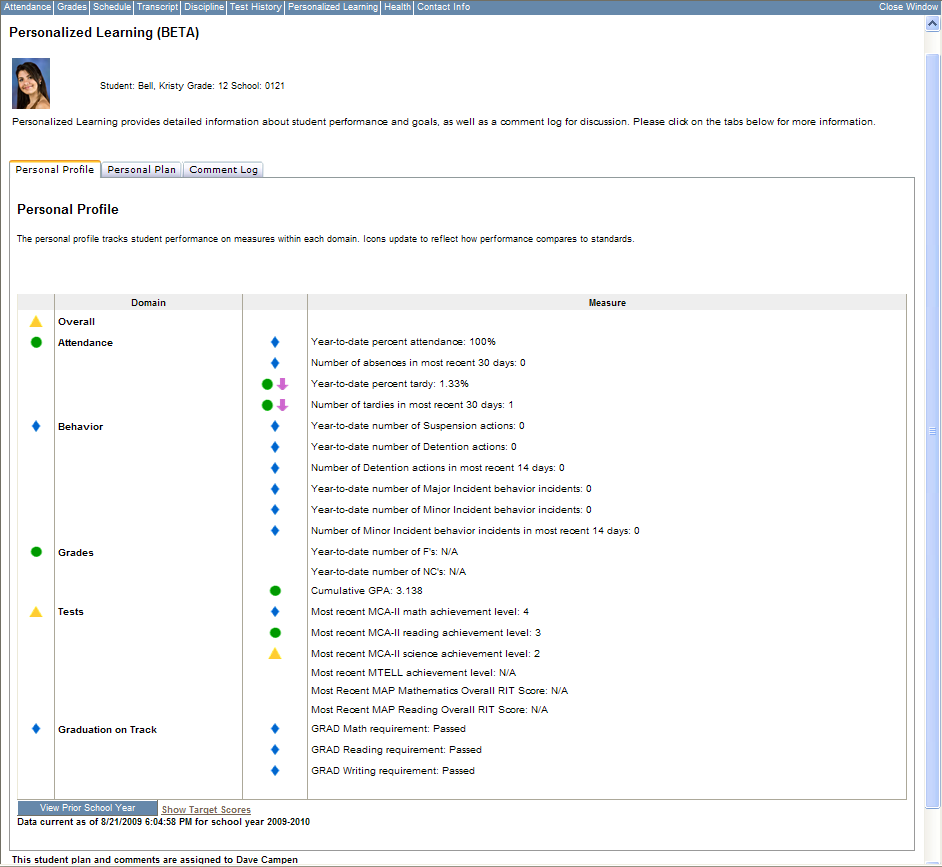 Attendance Grades Schedule Transcript Discipline Test History Personalized Learning Health Contact Info Close Window
Personalized Learning (BETA)
Student: Bell, Kristy Grade: 12 School: 0121
Personalized Learning provides detailed information about student performance and goals, as well as a comment log for discussion. Please click on the tabs below for more information.
Personal Profile Personal Plan Comment Log
Personal Profile
The personal profile tracks student performance on measures within each domain. Icons update to reflect how performance compares to standards.
Domain Measure
Overall
Attendance Year-to-date percent attendance: 100%
Number of absences in most recent 30 days: 0
Year-to-date percent tardy: 1.33%
Number of tardies in most recent 30 days: 1
Behavior Year-to-date number of Suspension actions: 0
Year-to-date number of Detention actions: 0
Number of Detention actions in most recent 14 days: 0
Year-to-date number of Major Incident behavior incidents: 0
Year-to-date number of Minor Incident behavior incidents: 0
Number of Minor Incident behavior incidents in most recent 14 days: 0
Grades Year-to-date number of F's: N/A
Year-to-date number of NC's: N/A
Cumulative GPA: 3.138
Tests Most recent MCA-II math achievement level: 4
Most recent MCA-II reading achievement level: 3
Most recent MCA-II science achievement level: 2
Most recent MTELL achievement level: N/A
Most Recent MAP Mathematics Overall RIT Score: N/A
Most Recent MAP Reading Overall RIT Score: N/A
Graduation on Track GRAD Math requirement: Passed
GRAD Reading requirement: Passed
GRAD Writing requirement: Passed
View Prior School Year Show Target Scores
Data current as of 8/21/2009 6:04:58 PM for school year 2009-2010
This student plan and comments are assigned to Dave Campen